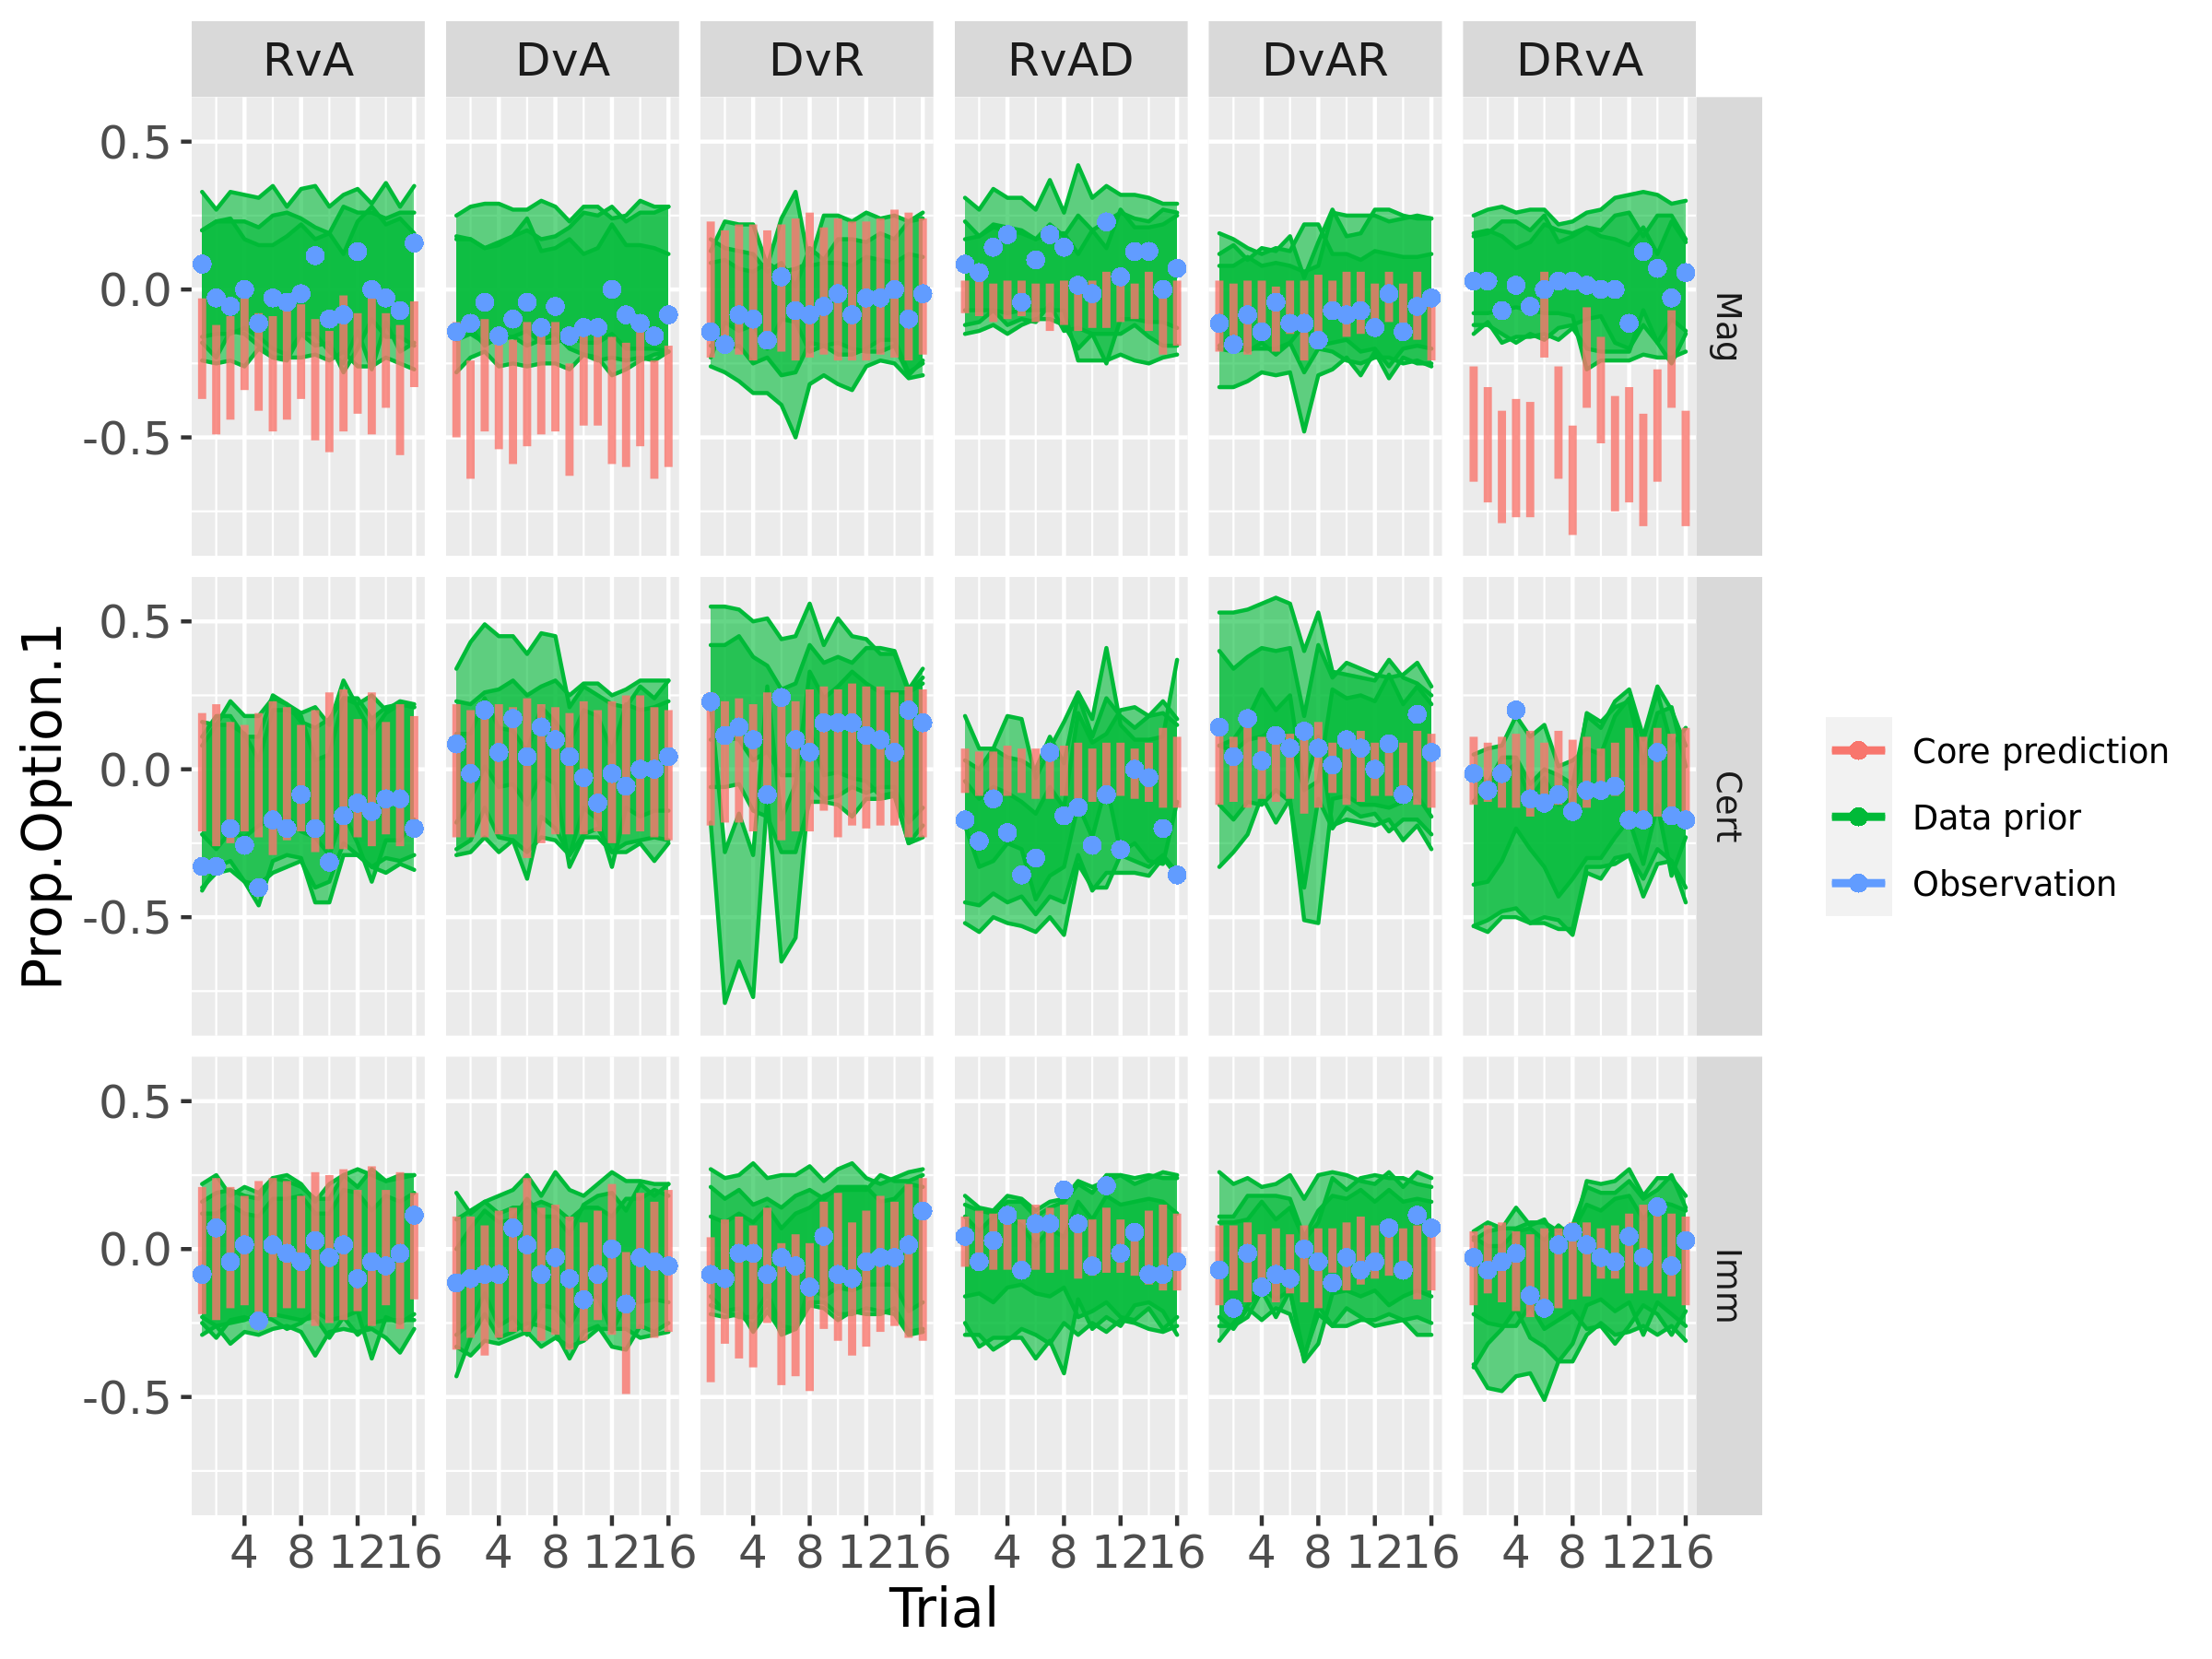 RvA DvA DvR RvAD DvAR DRvA
0.5
0.0
-0.5
Mag
0.5
0.0
-0.5
Cert
0.5
0.0
-0.5
Imm
Prop.Option.1
4 8 12 16 4 8 12 16 4 8 12 16 4 8 12 16 4 8 12 16 4 8 12 16
Trial
Core prediction
Data prior
Observation